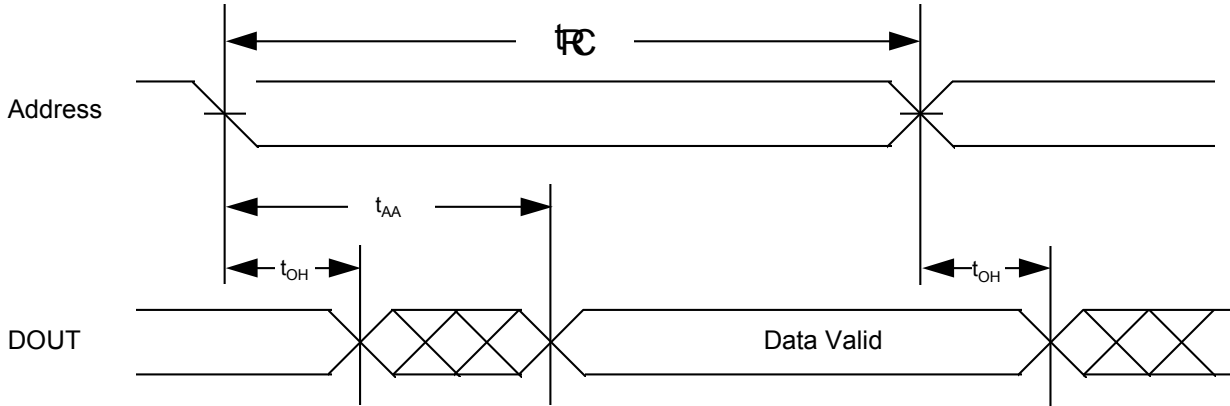 tRC
Address
tAA
tOH
tOH
DOUT
Data Valid